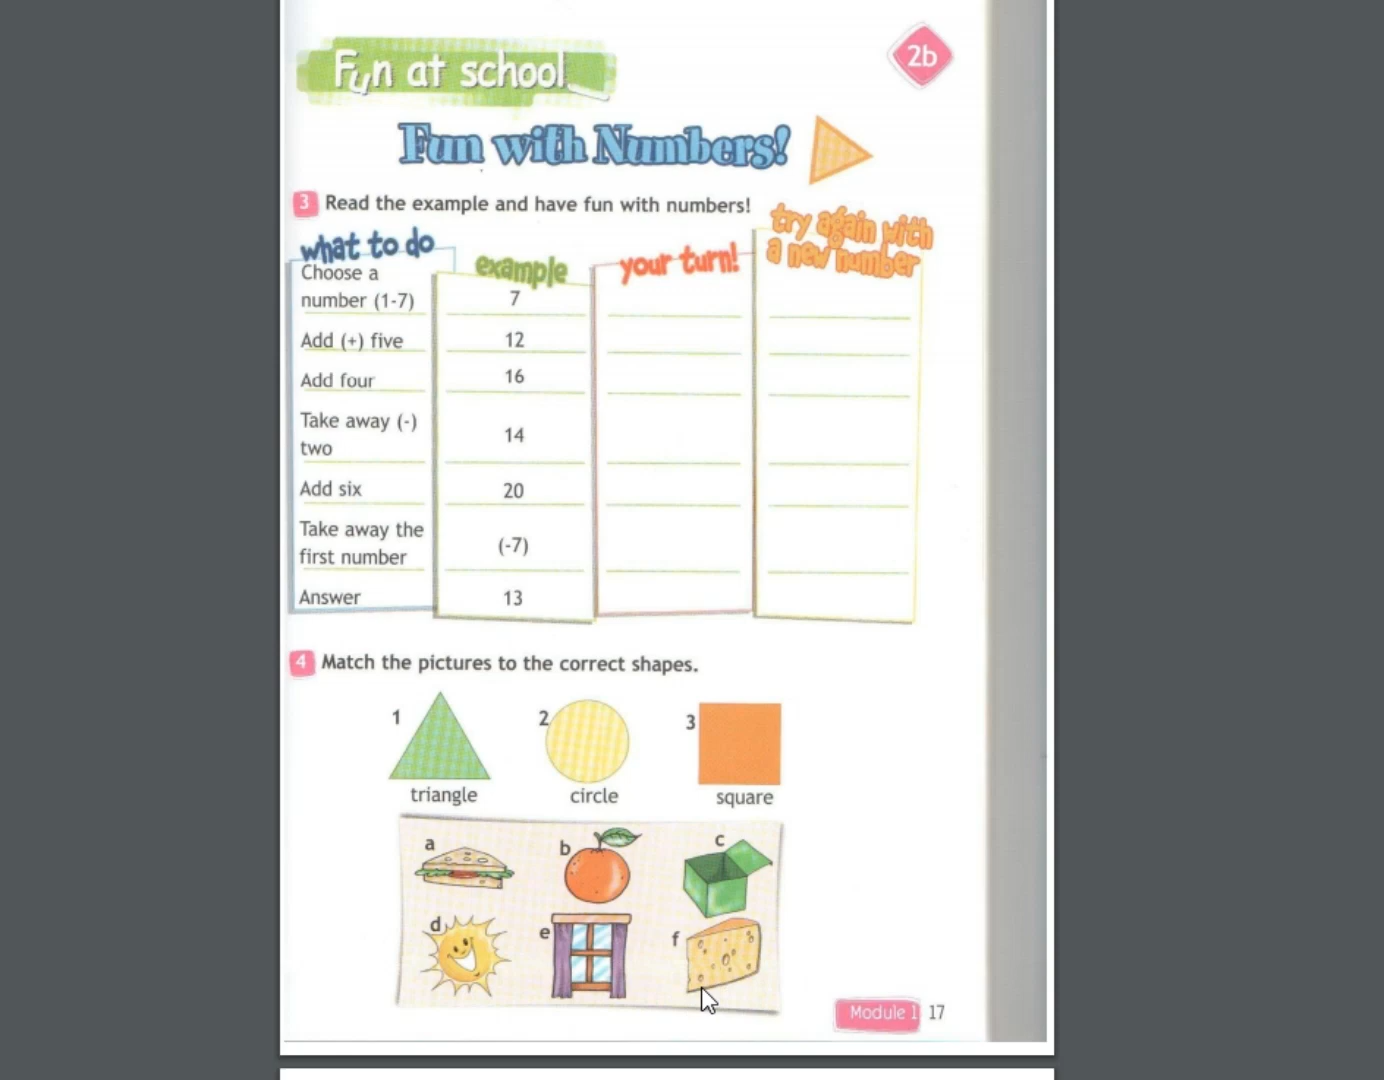 Fun at school
2b
Fun with Numbers!
3 Read the example and have fun with numbers!
what to do
example
your turn!
try again with
a new number
Choose a
number (1-7)
7
Add (+) five
12
Add four
16
Take away (-)
two
14
Add six
20
Take away the
first number
(-7)
Answer
13
4 Match the pictures to the correct shapes.
1
2
3
triangle
circle
square
a
b
c
d
e
f
Module 1 17